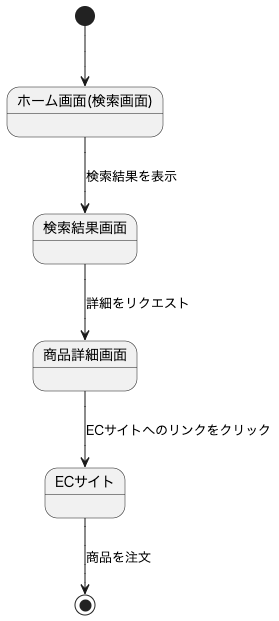 ホーム画面(検索画面)
検索結果を表示
検索結果画面
詳細をリクエスト
商品詳細画面
ECサイトへのリンクをクリック
ECサイト
商品を注文